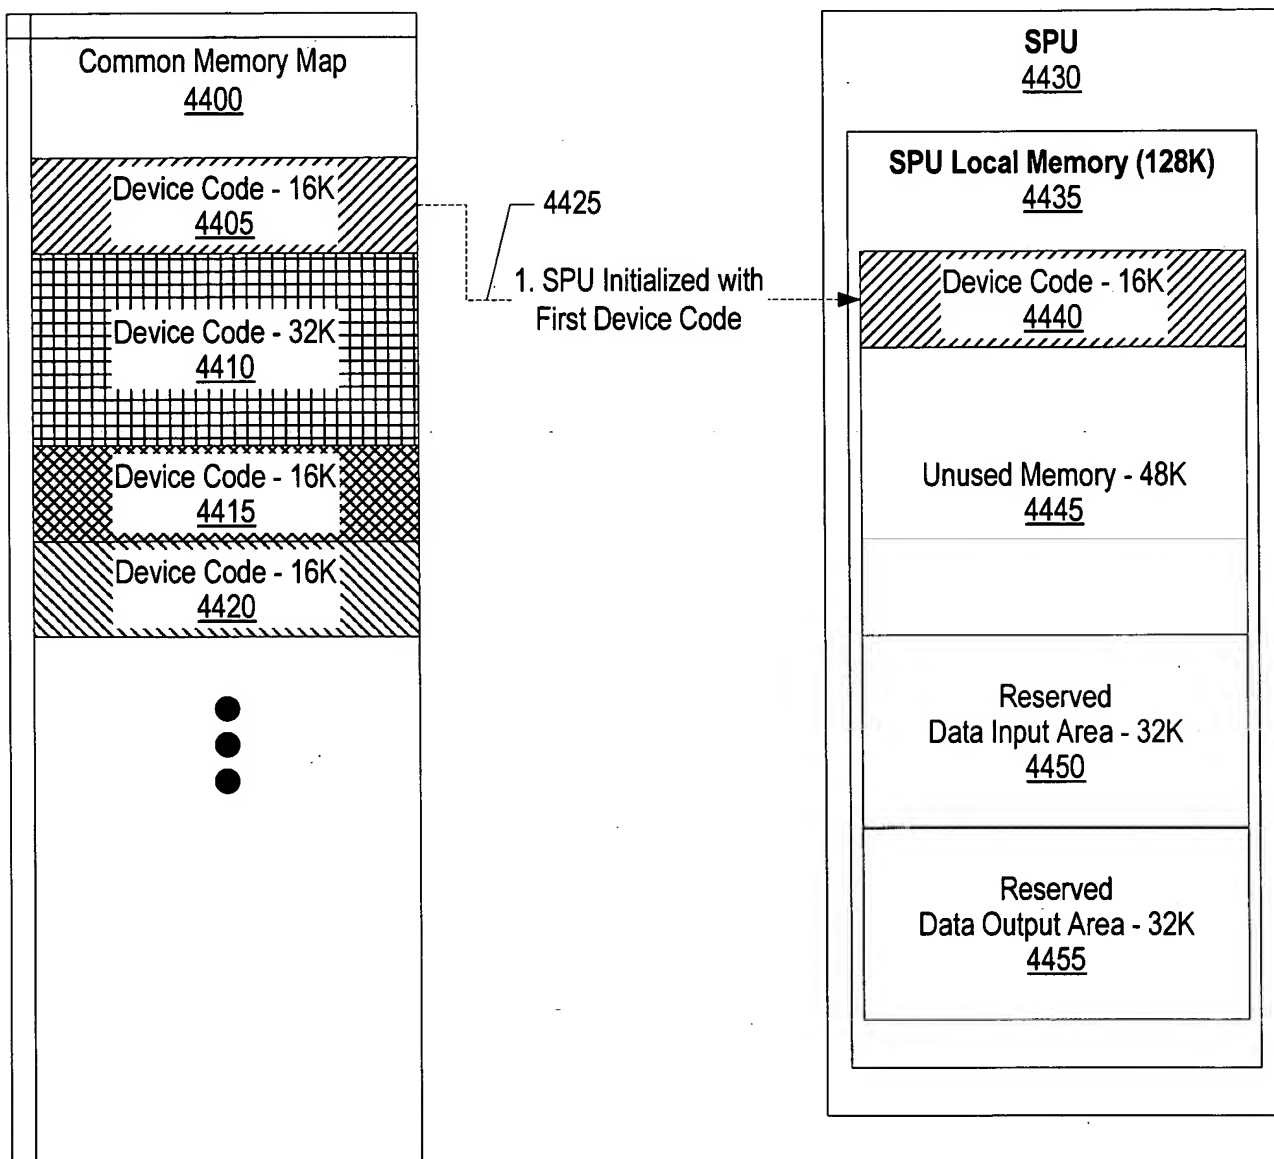 Common Memory Map
4400
Device Code - 16K
4405
Device Code - 32K
4410
Device Code - 16K
4415
Device Code - 16K
4420
4425
1. SPU Initialized with
First Device Code
SPU
4430
SPU Local Memory (128K)
4435
Device Code - 16K
4440
Unused Memory - 48K
4445
Reserved
Data Input Area - 32K
4450
Reserved
Data Output Area - 32K
4455